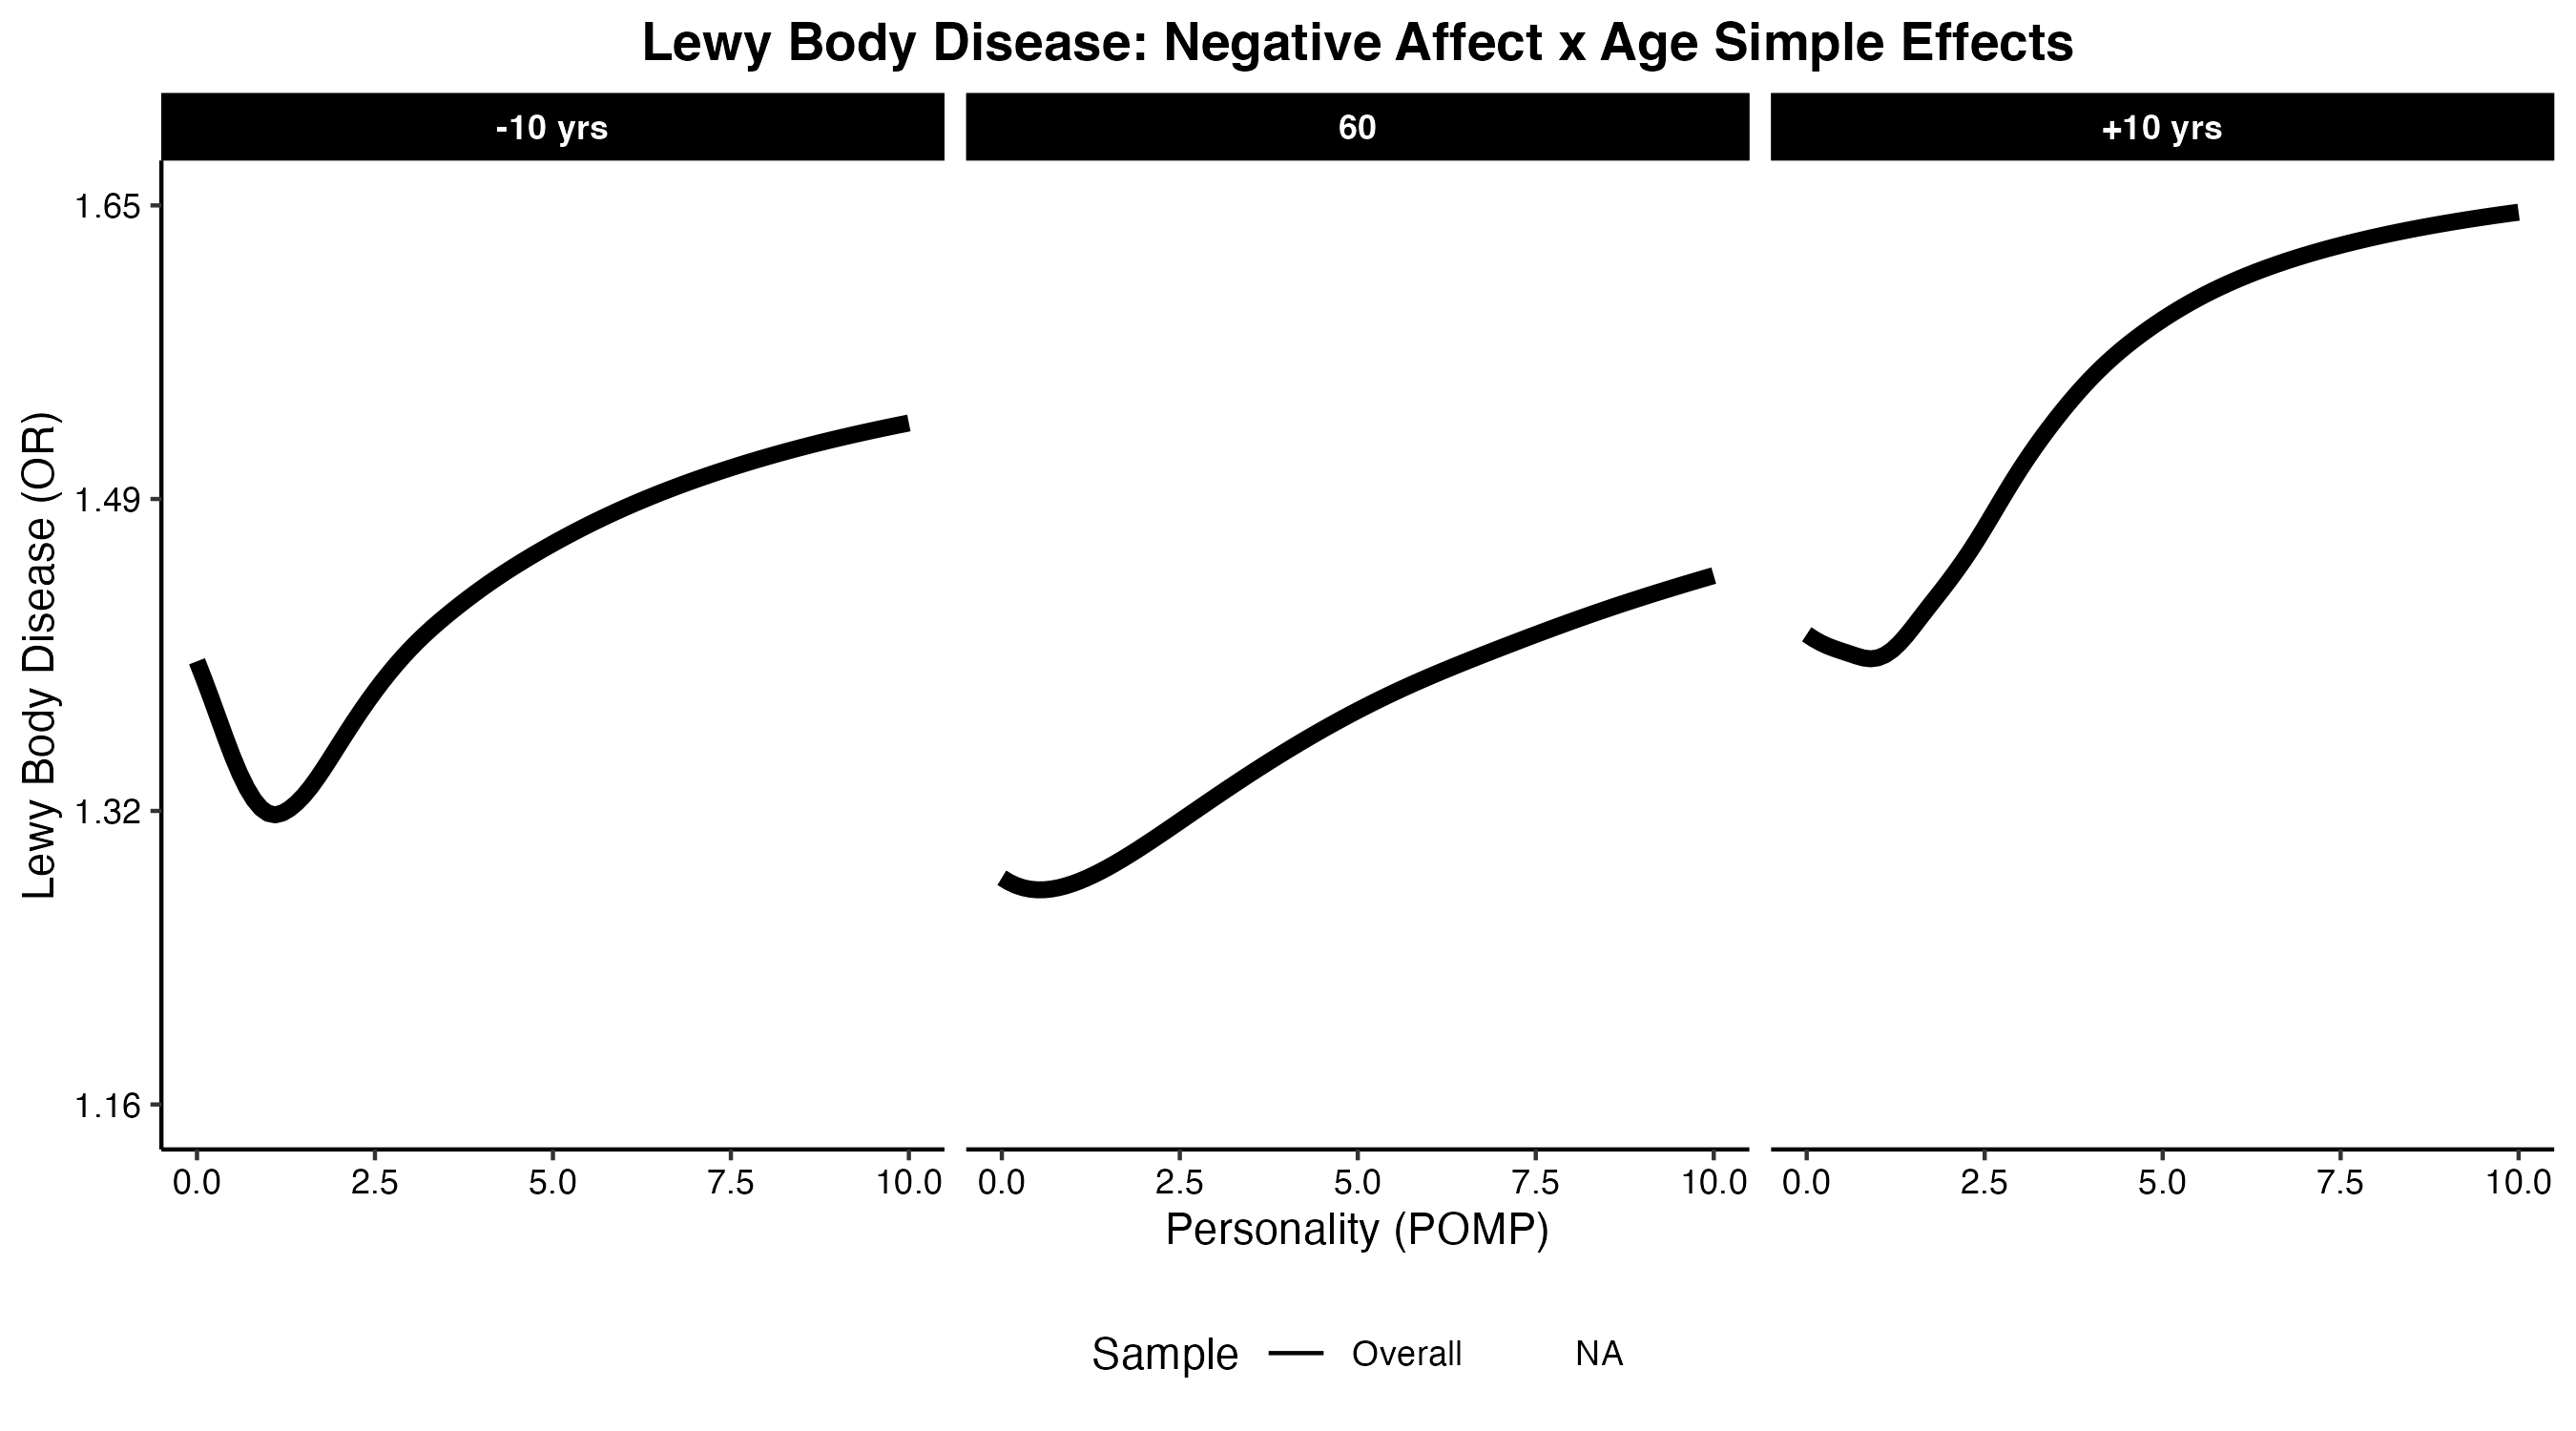 Lewy Body Disease: Negative Affect x Age Simple Effects
-10 yrs
60
+10 yrs
Lewy Body Disease (OR)
1.65
1.49
1.32
1.16
0.0 2.5 5.0 7.5 10.0
0.0 2.5 5.0 7.5 10.0
0.0 2.5 5.0 7.5 10.0
Personality (POMP)
Sample Overall NA